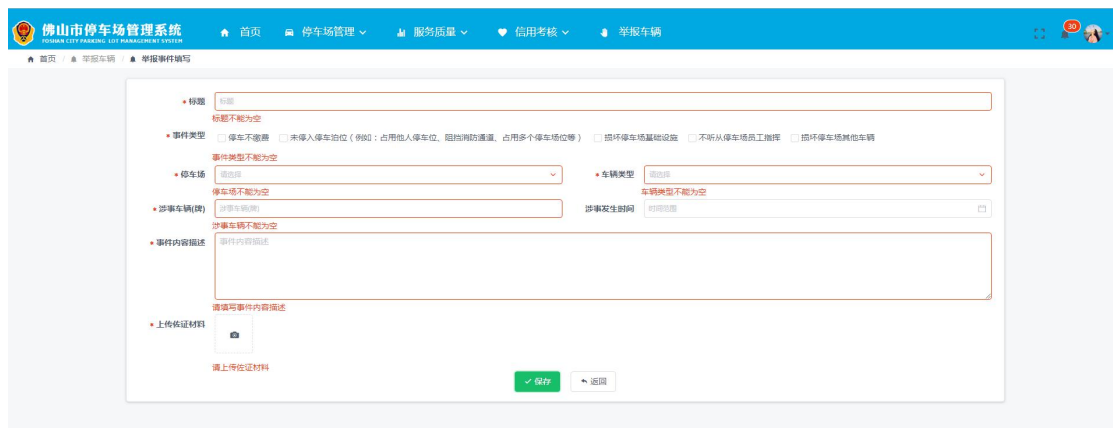 佛山市停车场管理系统
FOSHAN CITY PARKING LOT MANAGEMENT SYSTEM
首页 停车场管理 服务质量 信用考核 举报车辆 30
首页 / 举报车辆 / 举报事件填写
* 标题 标题
标题不能为空
* 事件类型 停车不缴费 未停入停车泊位(例如:占用他人停车位、阻挡消防通道、占用多个停车场位等) 损坏停车场基础设施 不听从停车场员工指挥 损坏停车场其他车辆
事件类型不能为空
* 停车场 请选择 * 车辆类型 请选择
停车场不能为空 车辆类型不能为空
* 涉事车辆(牌) 涉事车辆(牌) 涉事发生时间 时间范围
涉事车辆不能为空
* 事件内容描述 事件内容描述
请填写事件内容描述
* 上传佐证材料
请上传佐证材料
保存 返回